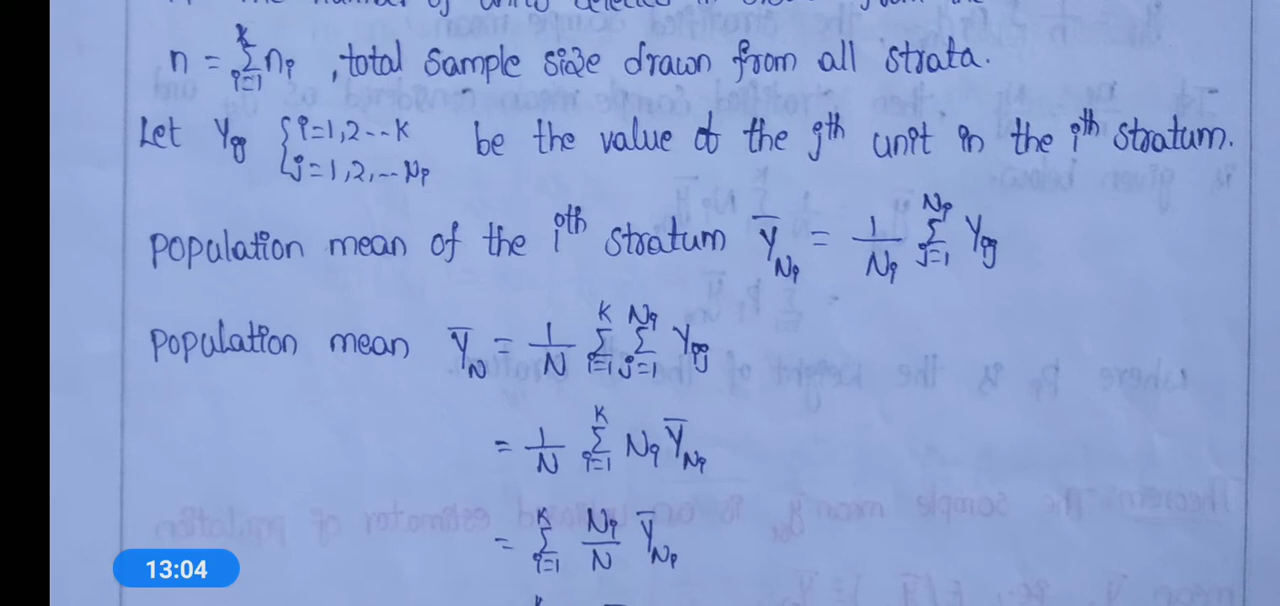 n = Σ_{i=1}^{k} n_i , total sample size drawn from all strata.
Let Y_ij { i=1,2---k be the value of the jth unit in the ith stratum.
j=1,2,--- N_i
population mean of the ith stratum Ȳ_{N_i} = 1/N_i Σ_{j=1}^{N_i} Y_ij
population mean Ȳ_N = 1/N Σ_{i=1}^{K} Σ_{j=1}^{N_i} Y_ij
= 1/N Σ_{i=1}^{K} N_i Ȳ_{N_i}
= Σ_{i=1}^{K} N_i/N Ȳ_{N_i}
13:04